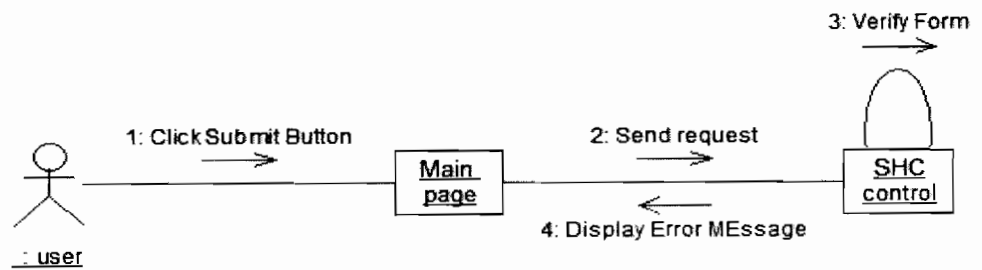 3: Verify Form
1: Click Submit Button
2: Send request
Main
page
SHC
control
4: Display Error MEssage
: user